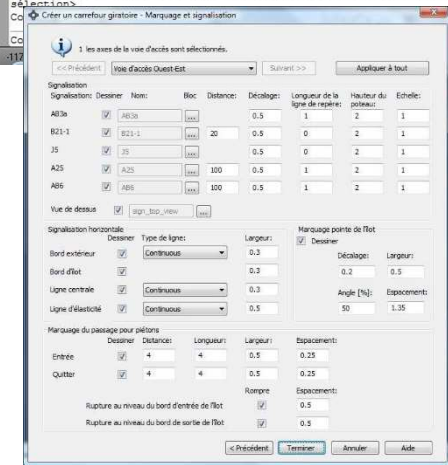 sélection>
Co
Co
-117
Créer un carrefour giratoire - Marquage et signalisation
1 les axes de la voie d'accès sont sélectionnés.
<< Précédent Voie d'accès Ouest-Est Suivant >> Appliquer à tout
Signalisation
Signalisation: Dessiner Nom: Bloc Distance: Décalage: Longueur de la ligne de repère: Hauteur du poteau: Echelle:
AB3a AB3a ... 0.5 1 2 1
B21-1 B21-1 ... 20 0.5 0 2 1
J5 J5 ... 0.5 0 2 1
A25 A25 ... 100 0.5 1 2 1
AB6 AB6 ... 100 0.5 1 2 1
Vue de dessus sign_top_view ...
Signalisation horizontale
Dessiner Type de ligne: Largeur:
Bord extérieur Continuous 0.3
Bord d'îlot 0.3
Ligne centrale Continuous 0.3
Ligne d'élasticité Continuous 0.5
Marquage pointe de l'îlot
Dessiner
Décalage: Largeur:
0.2 0.5
Angle [%]: Espacement:
50 1.35
Marquage du passage pour piétons
Dessiner Distance: Longueur: Largeur: Espacement:
Entrée 4 4 0.5 0.25
Quitter 4 4 0.5 0.25
Rompre Espacement:
Rupture au niveau du bord d'entrée de l'îlot 0.5
Rupture au niveau du bord de sortie de l'îlot 0.5
< Précédent Terminer Annuler Aide